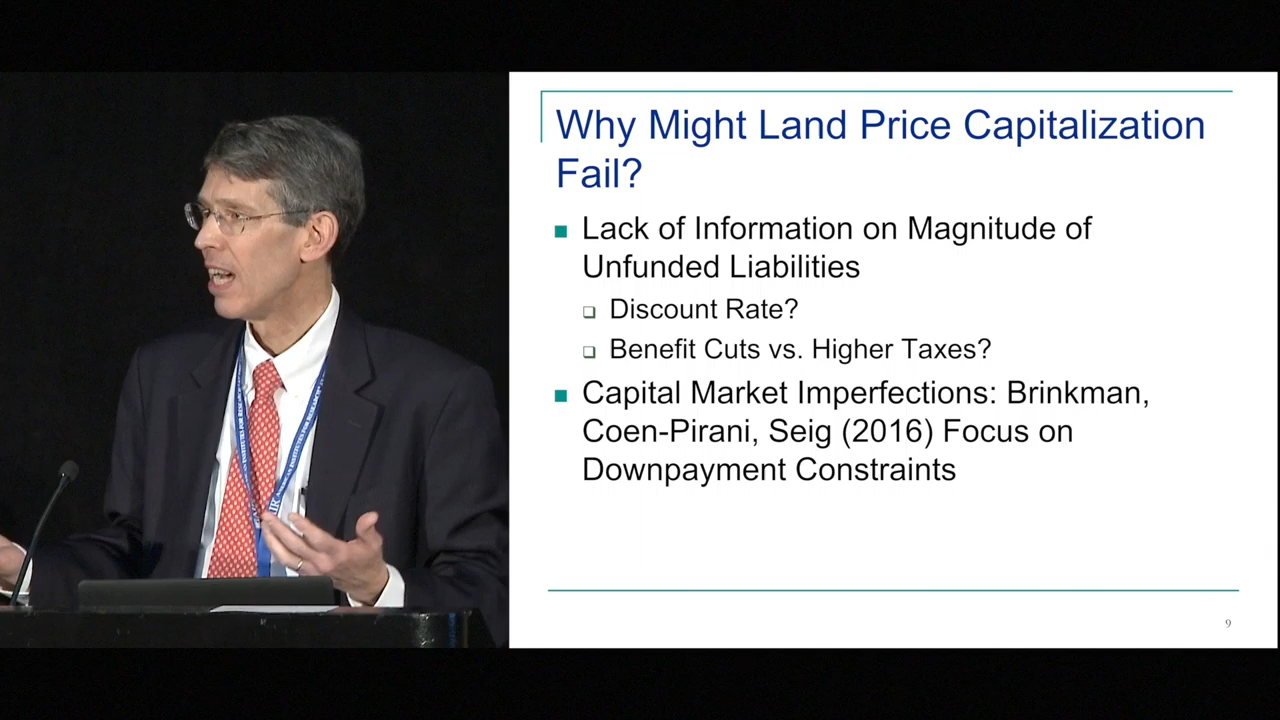 Why Might Land Price Capitalization
Fail?
Lack of Information on Magnitude of
Unfunded Liabilities
Discount Rate?
Benefit Cuts vs. Higher Taxes?
Capital Market Imperfections: Brinkman,
Coen-Pirani, Seig (2016) Focus on
Downpayment Constraints
9